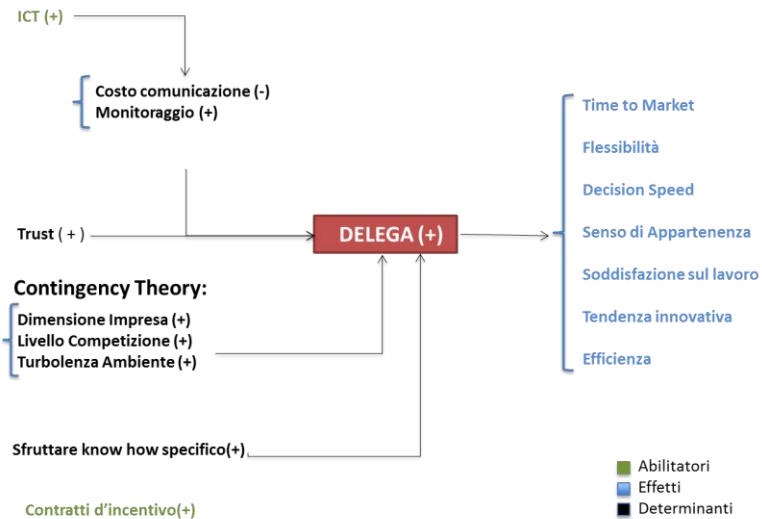 ICT (+)
Costo comunicazione (-)
Monitoraggio (+)
Trust ( + )
DELEGA (+)
Contingency Theory:
Dimensione Impresa (+)
Livello Competizione (+)
Turbolenza Ambiente (+)
Sfruttare know how specifico(+)
Contratti d'incentivo(+)
Time to Market
Flessibilità
Decision Speed
Senso di Appartenenza
Soddisfazione sul lavoro
Tendenza innovativa
Efficienza
Abilitatori
Effetti
Determinanti